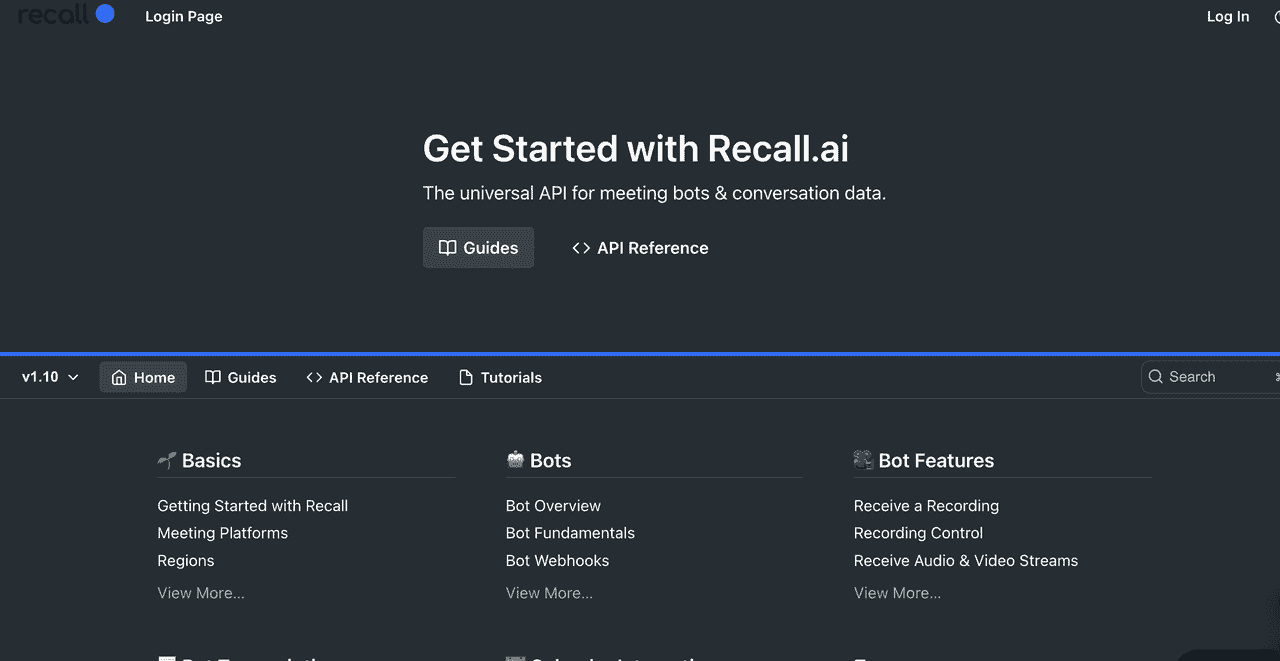 recall
Login Page
Log In
Get Started with Recall.ai
The universal API for meeting bots & conversation data.
Guides
<> API Reference
v1.10
Home
Guides
<> API Reference
Tutorials
Search
Basics
Getting Started with Recall
Meeting Platforms
Regions
View More...
Bots
Bot Overview
Bot Fundamentals
Bot Webhooks
View More...
Bot Features
Receive a Recording
Recording Control
Receive Audio & Video Streams
View More...